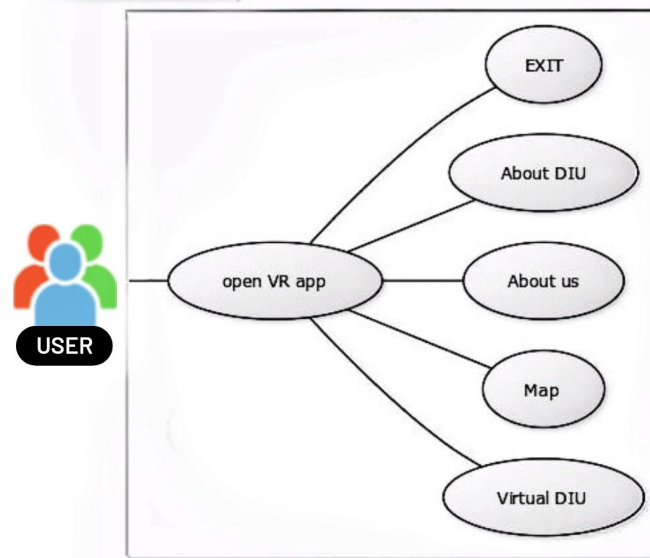 EXIT
About DIU
open VR app
About us
USER
Map
Virtual DIU